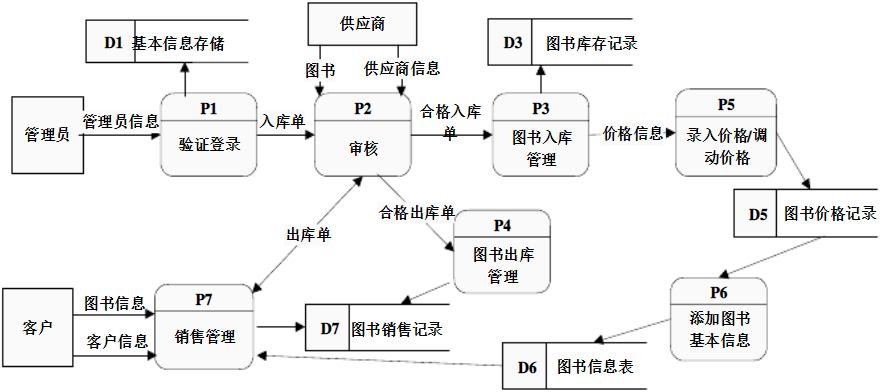 供应商
D1 基本信息存储
D3 图书库存记录
图书
供应商信息
P1
P2
P3
P5
管理员
管理员信息
验证登录
入库单
审核
合格入库
单
图书入库
管理
价格信息
录入价格/调
动价格
D5 图书价格记录
出库单
合格出库单
P4
图书出库
管理
P7
P6
客户
图书信息
客户信息
销售管理
D7 图书销售记录
添加图书
基本信息
D6 图书信息表